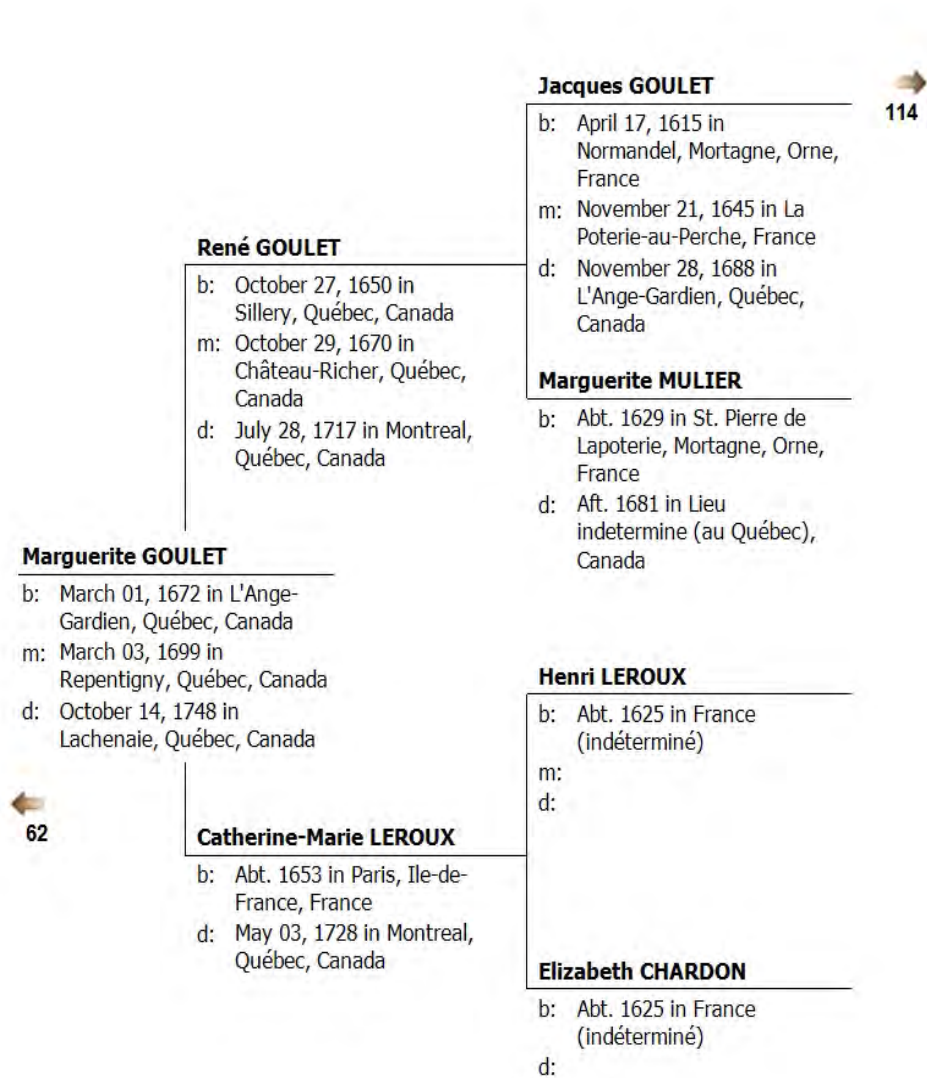 Jacques GOULET
114
b: April 17, 1615 in
Normandel, Mortagne, Orne,
France
m: November 21, 1645 in La
Poterie-au-Perche, France
d: November 28, 1688 in
L'Ange-Gardien, Québec,
Canada
René GOULET
b: October 27, 1650 in
Sillery, Québec, Canada
m: October 29, 1670 in
Château-Richer, Québec,
Canada
d: July 28, 1717 in Montreal,
Québec, Canada
Marguerite MULIER
b: Abt. 1629 in St. Pierre de
Lapoterie, Mortagne, Orne,
France
d: Aft. 1681 in Lieu
indetermine (au Québec),
Canada
Marguerite GOULET
b: March 01, 1672 in L'Ange-
Gardien, Québec, Canada
m: March 03, 1699 in
Repentigny, Québec, Canada
d: October 14, 1748 in
Lachenaie, Québec, Canada
62
Henri LEROUX
b: Abt. 1625 in France
(indéterminé)
m:
d:
Catherine-Marie LEROUX
b: Abt. 1653 in Paris, Ile-de-
France, France
d: May 03, 1728 in Montreal,
Québec, Canada
Elizabeth CHARDON
b: Abt. 1625 in France
(indéterminé)
d: